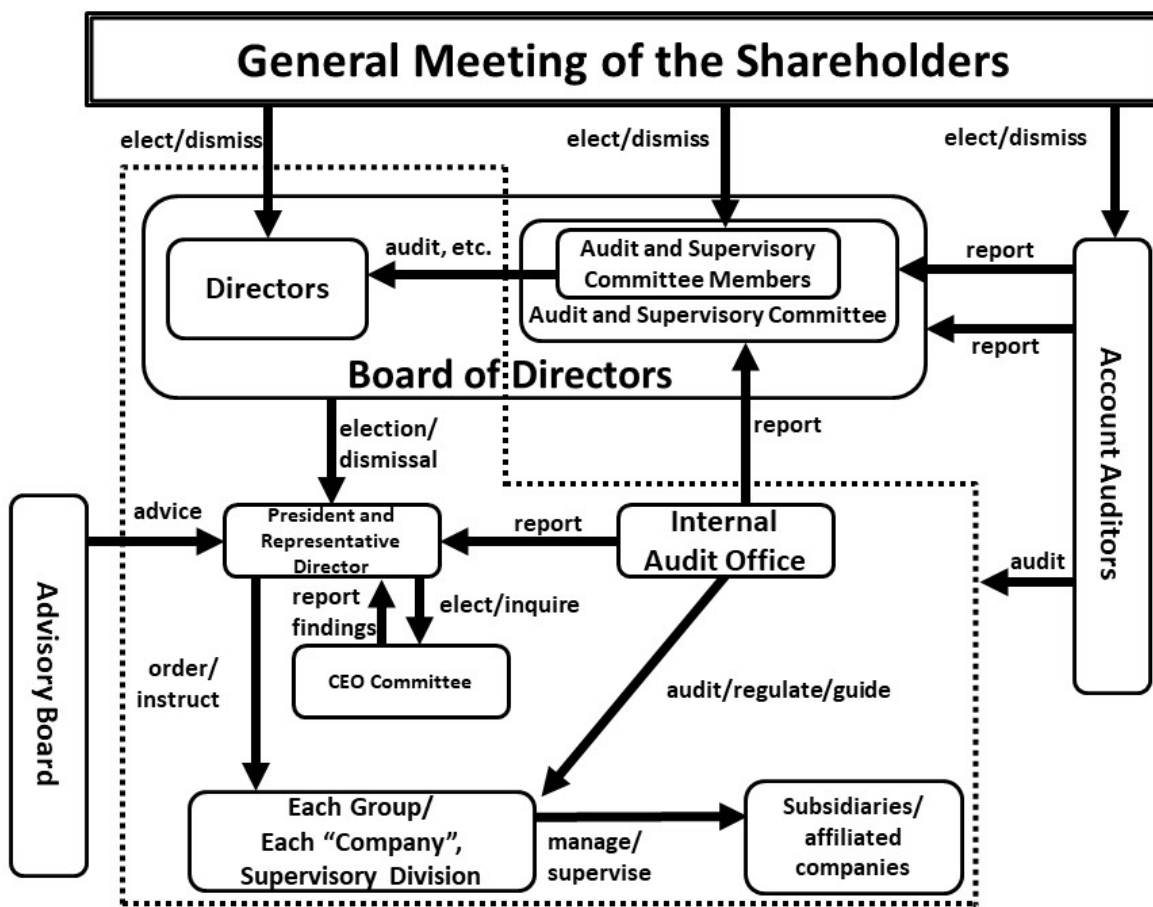 General Meeting of the Shareholders
elect/dismiss
elect/dismiss
elect/dismiss
Directors
audit, etc.
Audit and Supervisory
Committee Members
Audit and Supervisory Committee
report
report
Board of Directors
Account Auditors
election/
dismissal
report
Advisory Board
advice
President and
Representative
Director
report
Internal
Audit Office
audit
report
findings
elect/inquire
CEO Committee
order/
instruct
audit/regulate/guide
Each Group/
Each “Company”,
Supervisory Division
manage/
supervise
Subsidiaries/
affiliated
companies